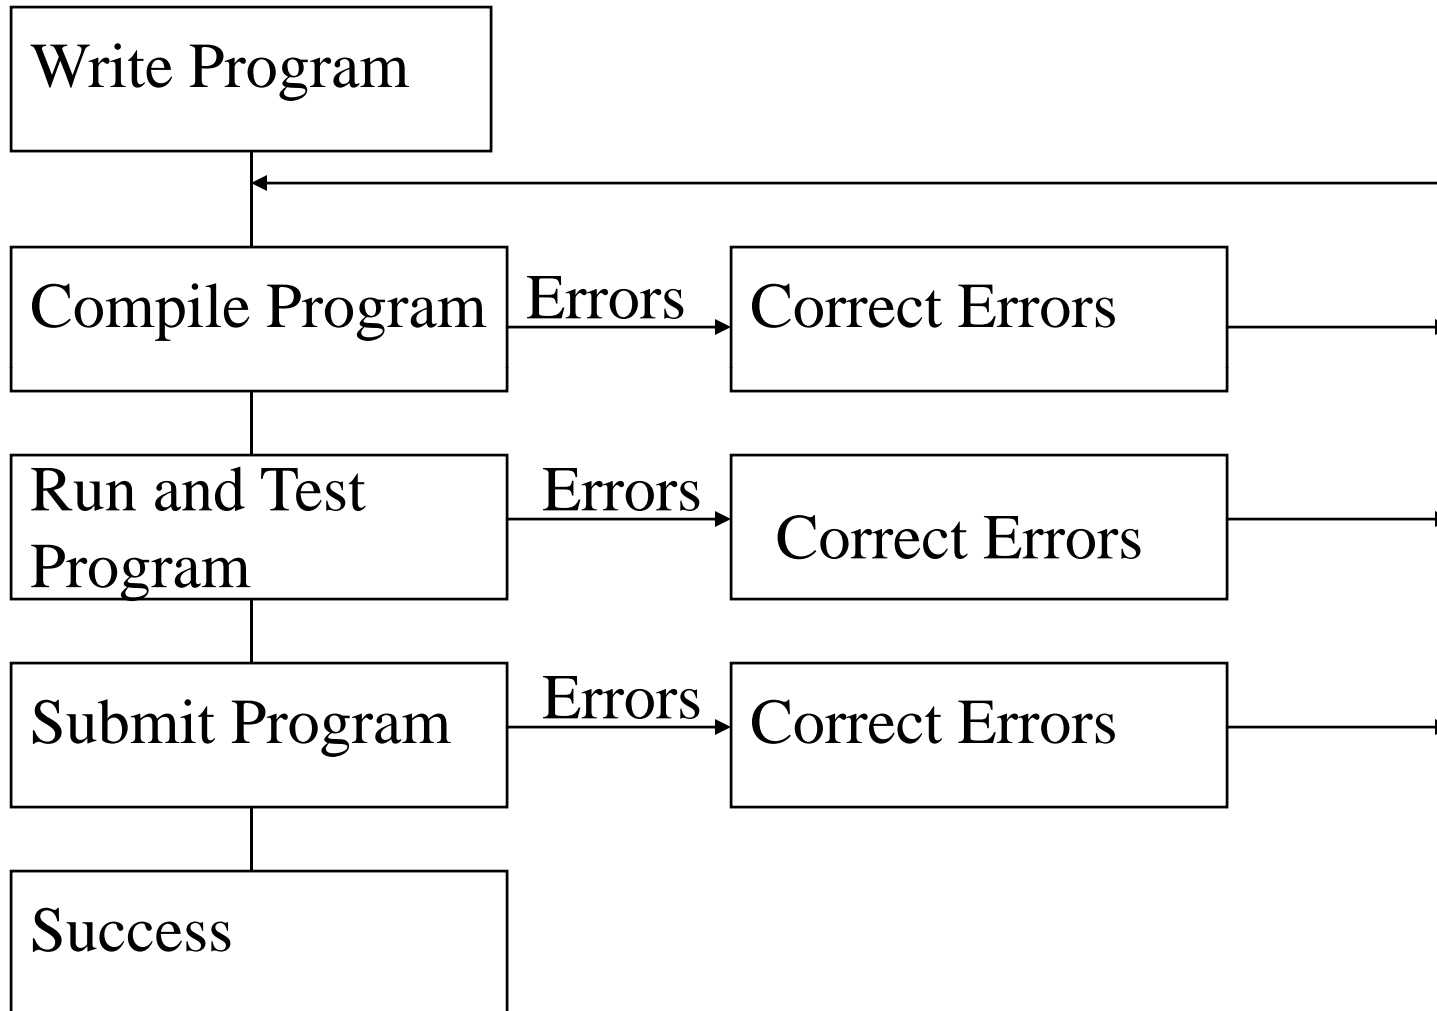 Write Program
Compile Program
Errors
Correct Errors
Run and Test
Program
Errors
Correct Errors
Submit Program
Errors
Correct Errors
Success